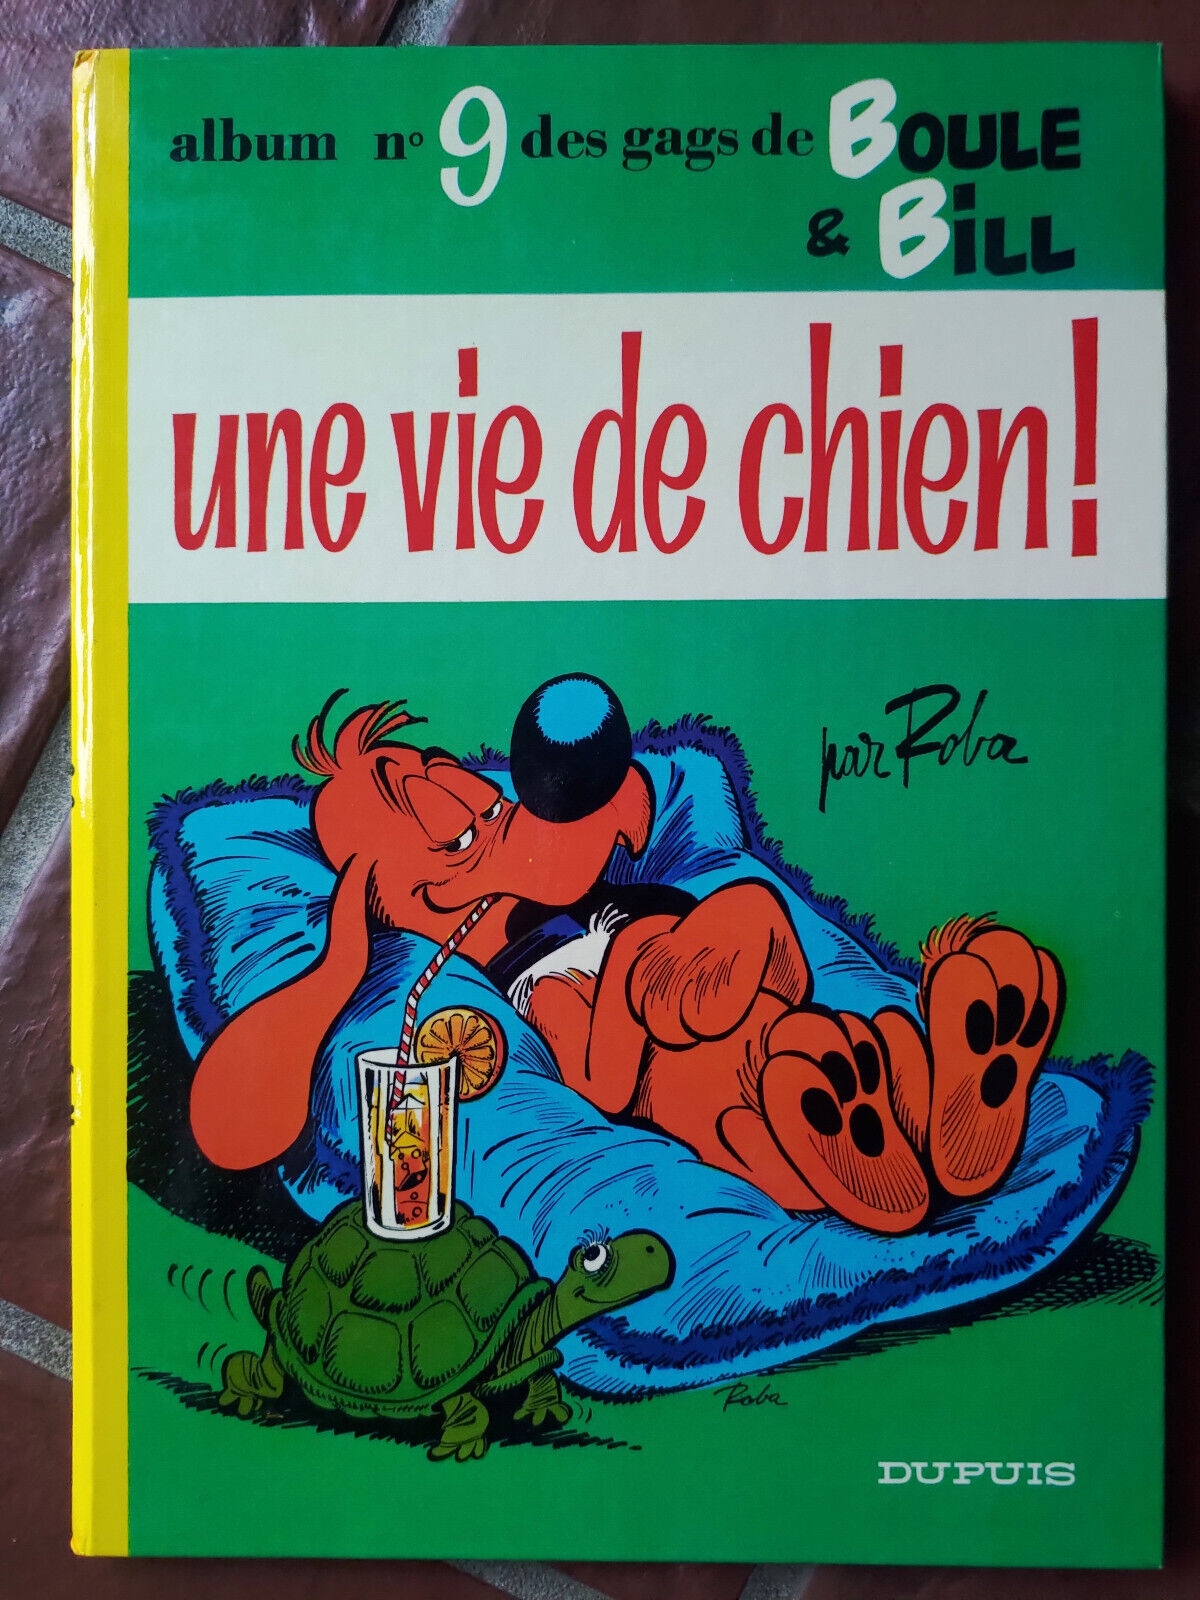 album nº 9 des gags de BOULE
& BILL
une vie de chien!
par Roba
Roba
DUPUIS